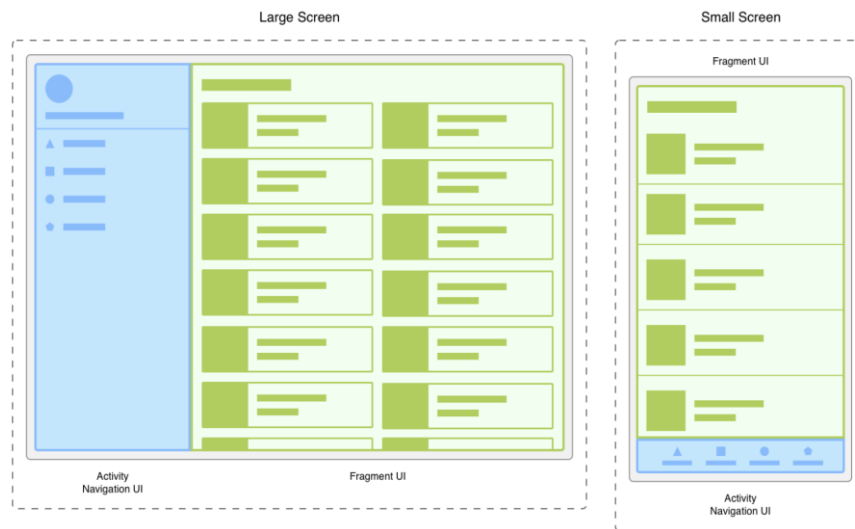 Large Screen
Small Screen
Fragment UI
Activity
Navigation UI
Fragment UI
Activity
Navigation UI